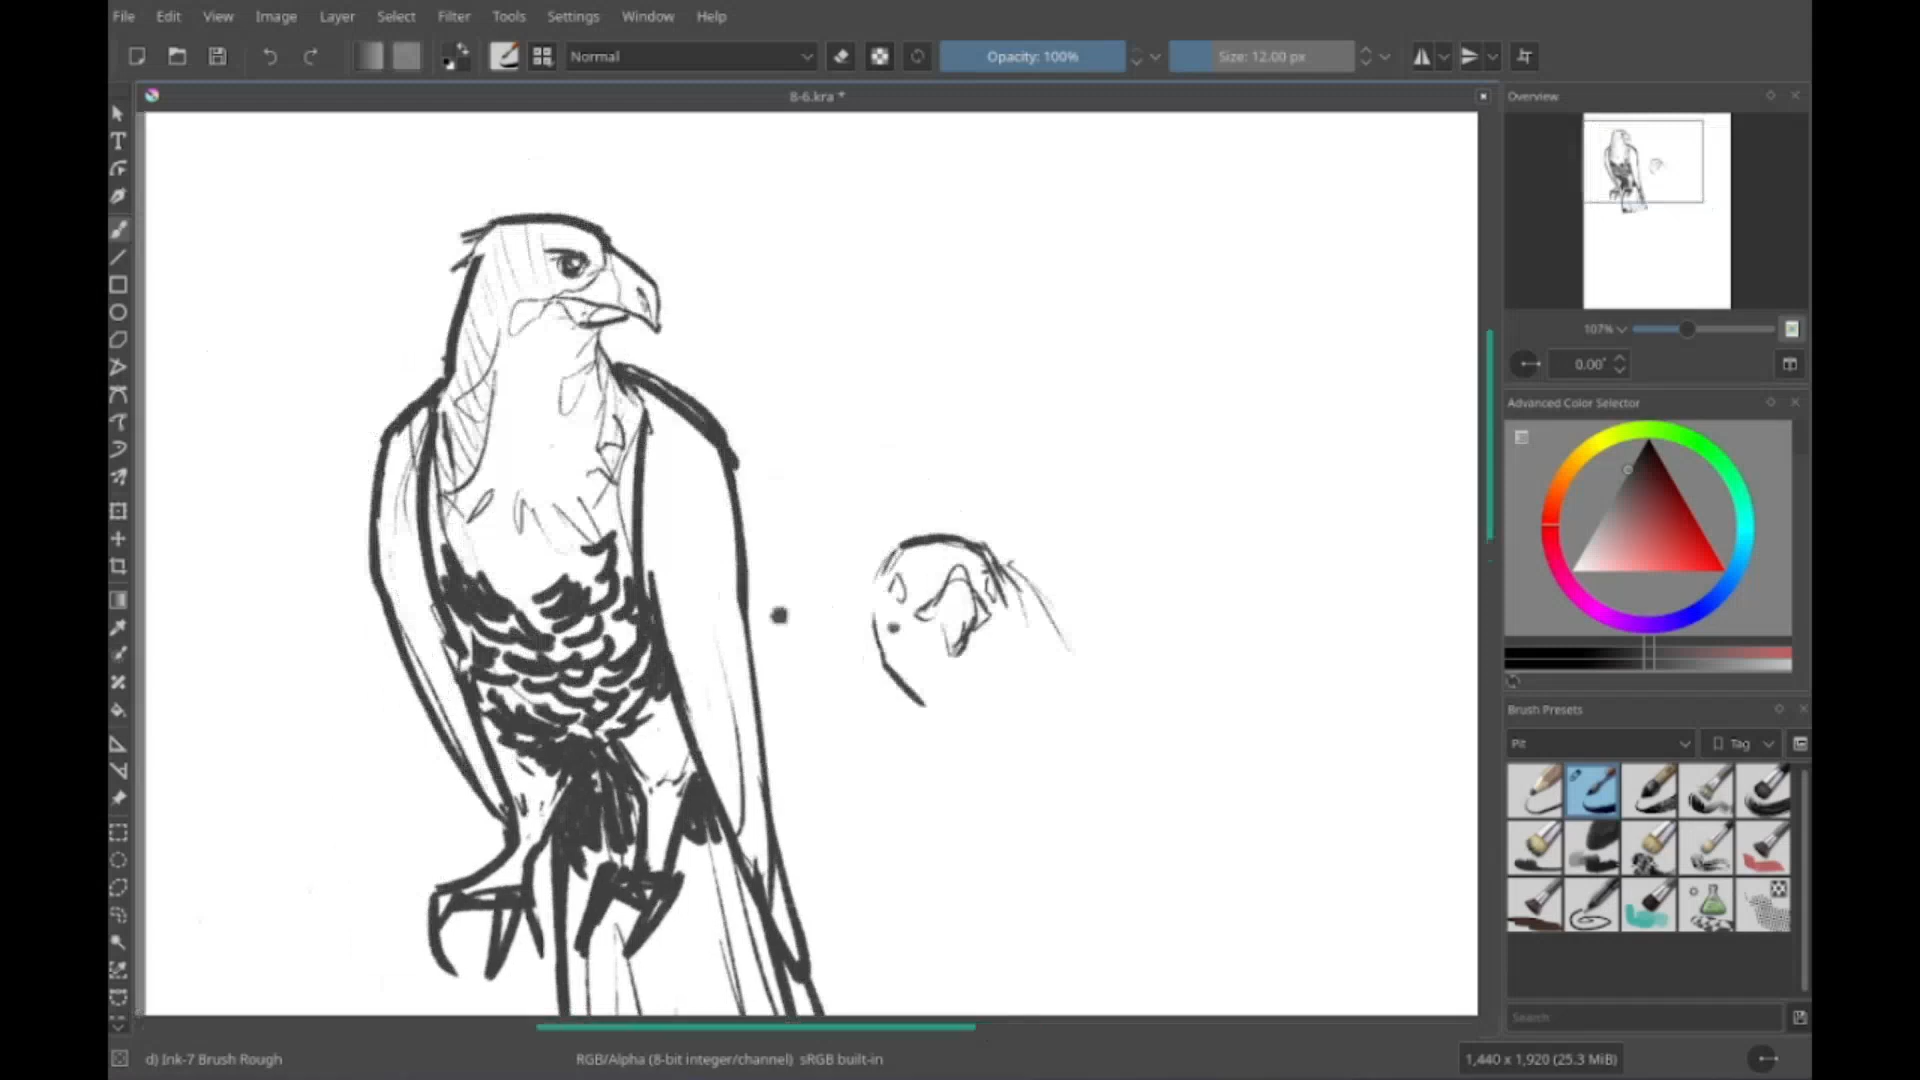 File Edit View Image Layer Select Filter Tools Settings Window Help
Normal Opacity: 100% Size: 12.00 px
8-6.kra *
Overview
107%
0.00°
Advanced Color Selector
Brush Presets
Pit Tag
Search
d) Ink-7 Brush Rough RGB/Alpha (8-bit integer/channel) sRGB built-in 1,440 x 1,920 (25.3 MiB)